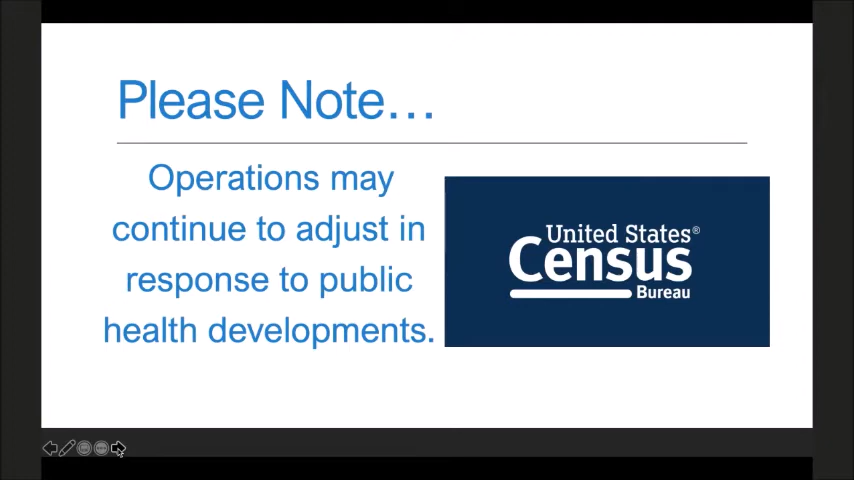 Please Note…
Operations may
continue to adjust in
response to public
health developments.
United States®
Census
Bureau